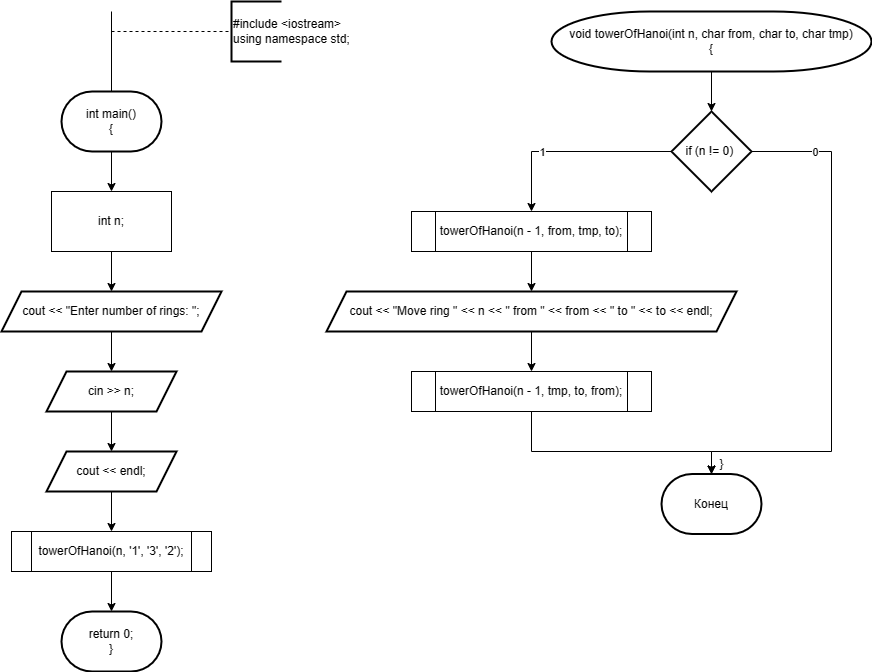 #include <iostream>
using namespace std;
int main()
{
int n;
cout << "Enter number of rings: ";
cin >> n;
cout << endl;
towerOfHanoi(n, '1', '3', '2');
return 0;
}
void towerOfHanoi(int n, char from, char to, char tmp)
{
if (n != 0)
1
0
towerOfHanoi(n - 1, from, tmp, to);
cout << "Move ring " << n << " from " << from << " to " << to << endl;
towerOfHanoi(n - 1, tmp, to, from);
}
Конец